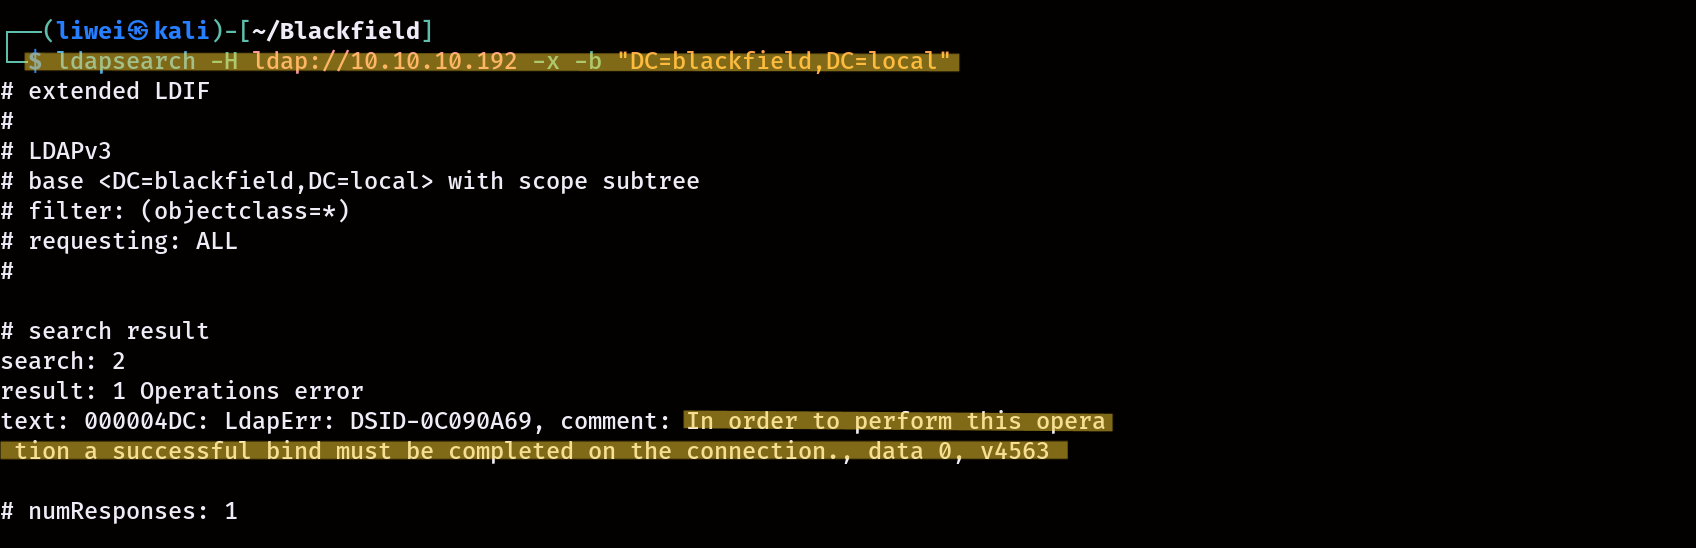 ┌──(liwei㉿kali)-[~/Blackfield]
└─$ ldapsearch -H ldap://10.10.10.192 -x -b "DC=blackfield,DC=local"
# extended LDIF
#
# LDAPv3
# base <DC=blackfield,DC=local> with scope subtree
# filter: (objectclass=*)
# requesting: ALL
#
# search result
search: 2
result: 1 Operations error
text: 000004DC: LdapErr: DSID-0C090A69, comment: In order to perform this opera
tion a successful bind must be completed on the connection., data 0, v4563
# numResponses: 1